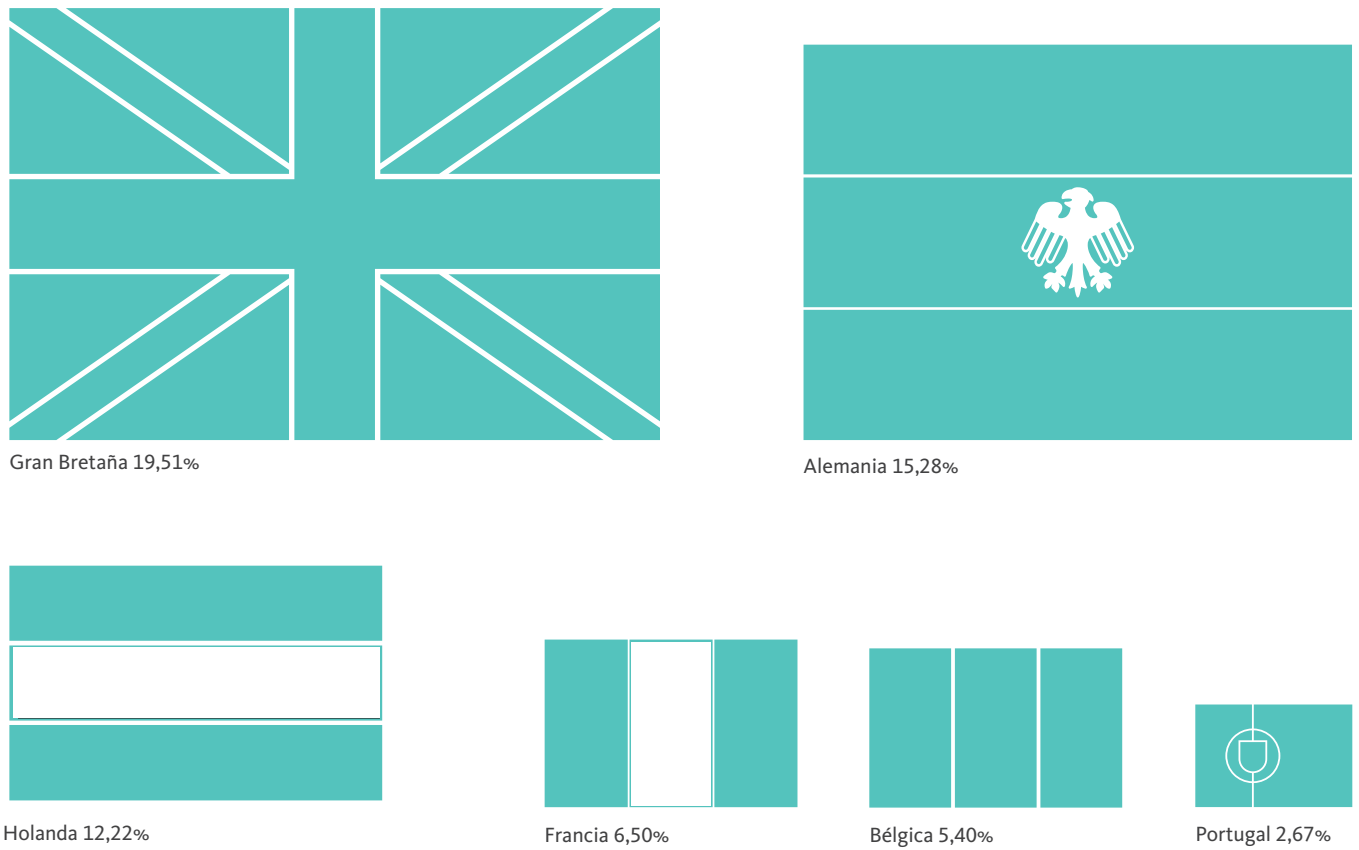 Gran Bretaña 19,51%
Alemania 15,28%
Holanda 12,22%
Francia 6,50%
Bélgica 5,40%
Portugal 2,67%